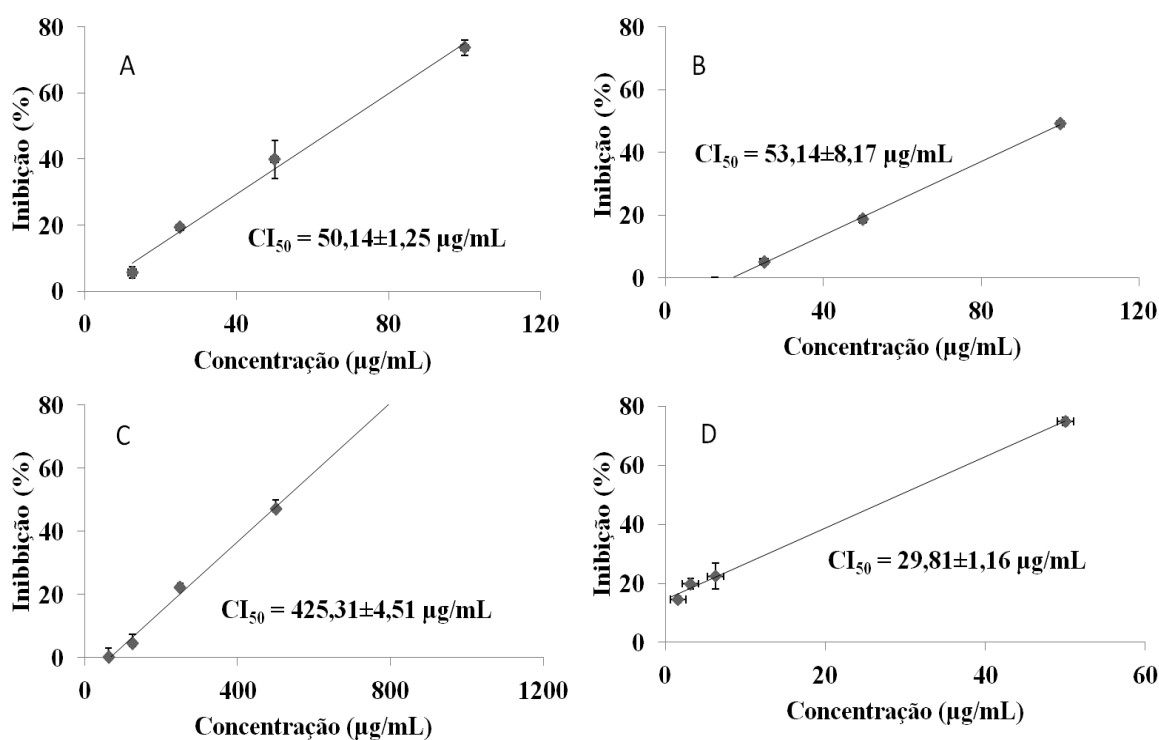 A
Inibição (%)
80
60
40
20
0
CI₅₀ = 50,14±1,25 µg/mL
0 40 80 120
Concentração (µg/mL)
B
Inibição (%)
80
60
40
20
0
CI₅₀ = 53,14±8,17 µg/mL
0 40 80 120
Concentração (µg/mL)
C
Inibbição (%)
80
60
40
20
0
CI₅₀ = 425,31±4,51 µg/mL
0 400 800 1200
Concentração (µg/mL)
D
Inibição (%)
80
60
40
20
0
CI₅₀ = 29,81±1,16 µg/mL
0 20 40 60
Concentração (µg/mL)